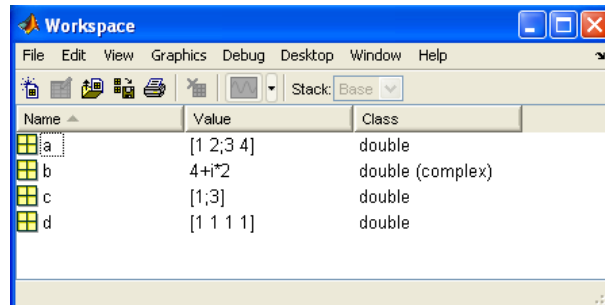 Workspace
File Edit View Graphics Debug Desktop Window Help
Stack: Base
Name Value Class
a [1 2;3 4] double
b 4+i*2 double (complex)
c [1;3] double
d [1 1 1 1] double